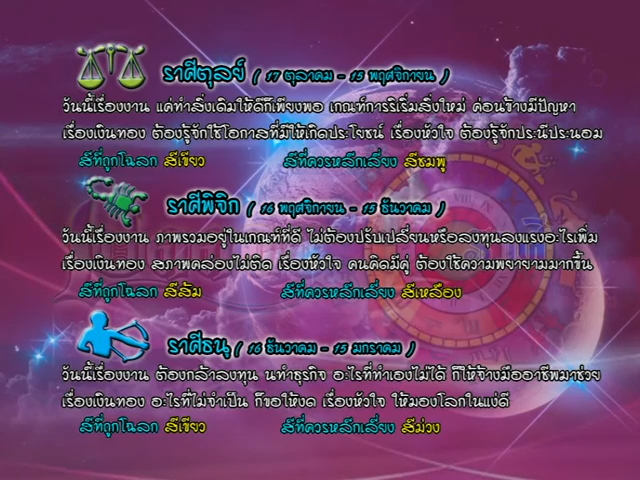 ราศีตุลย์ ( 17 ตุลาคม - 15 พฤศจิกายน )
วันนี้เรื่องงาน แค่ทำสิ่งเดิมให้ดีก็เพียงพอ เกณฑ์การริเริ่มสิ่งใหม่ ค่อนข้างมีปัญหา
เรื่องเงินทอง ต้องรู้จักใช้โอกาสที่มีให้เกิดประโยชน์ เรื่องหัวใจ ต้องรู้จักประนีประนอม
สีที่ถูกโฉลก สีเขียว สีที่ควรหลีกเลี่ยง สีชมพู
ราศีพิจิก ( 16 พฤศจิกายน - 15 ธันวาคม )
วันนี้เรื่องงาน ภาพรวมอยู่ในเกณฑ์ที่ดี ไม่ต้องปรับเปลี่ยนหรือลงทุนลงแรงอะไรเพิ่ม
เรื่องเงินทอง สภาพคล่องไม่ติด เรื่องหัวใจ คนคิดมีคู่ ต้องใช้ความพยายามมากขึ้น
สีที่ถูกโฉลก สีส้ม สีที่ควรหลีกเลี่ยง สีเหลือง
ราศีธนู ( 16 ธันวาคม - 15 มกราคม )
วันนี้เรื่องงาน ต้องกล้าลงทุน นทำธุรกิจ อะไรที่ทำเองไม่ได้ ก็ให้จ้างมืออาชีพมาช่วย
เรื่องเงินทอง อะไรที่ไม่จำเป็น ก็ขอให้งด เรื่องหัวใจ ให้มองโลกในแง่ดี
สีที่ถูกโฉลก สีเขียว สีที่ควรหลีกเลี่ยง สีม่วง